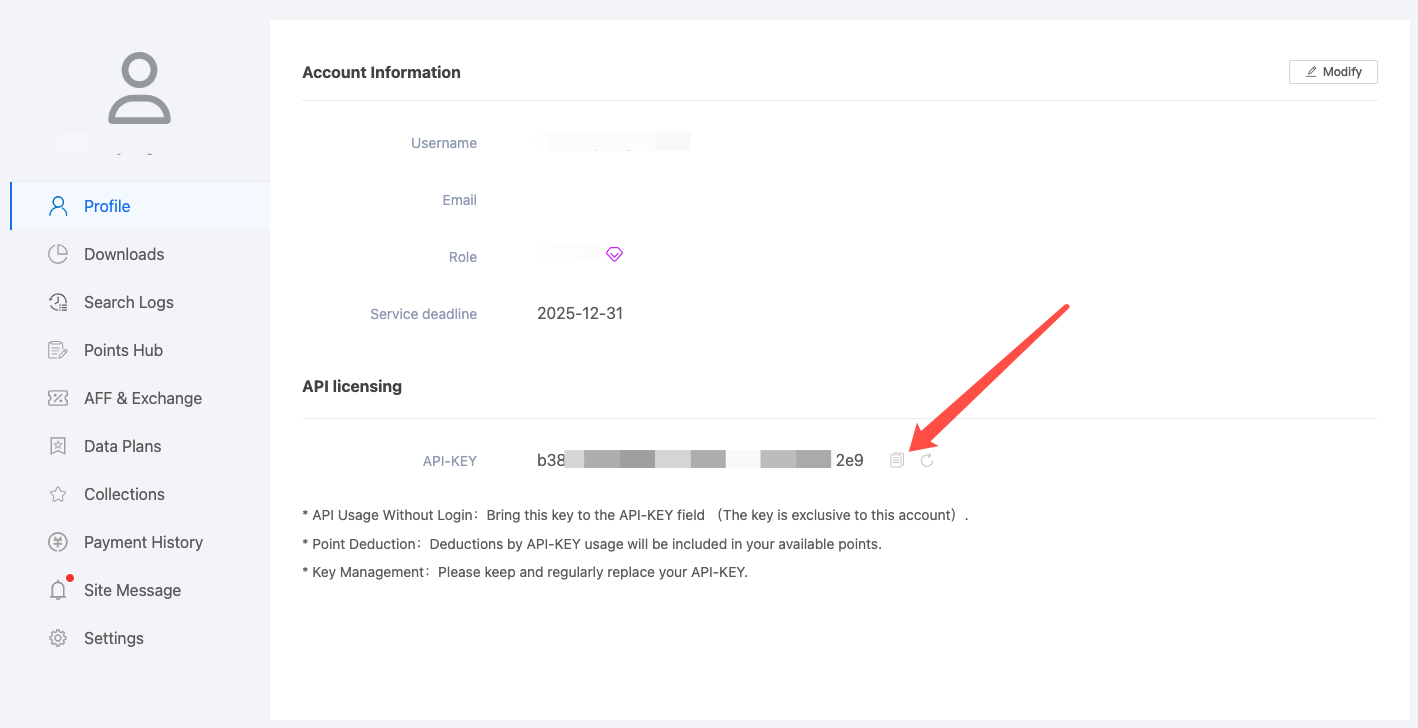 Profile
Downloads
Search Logs
Points Hub
AFF & Exchange
Data Plans
Collections
Payment History
Site Message
Settings
Account Information
Modify
Username
Email
Role
Service deadline 2025-12-31
API licensing
API-KEY b38 2e9
* API Usage Without Login：Bring this key to the API-KEY field （The key is exclusive to this account）.
* Point Deduction：Deductions by API-KEY usage will be included in your available points.
* Key Management：Please keep and regularly replace your API-KEY.